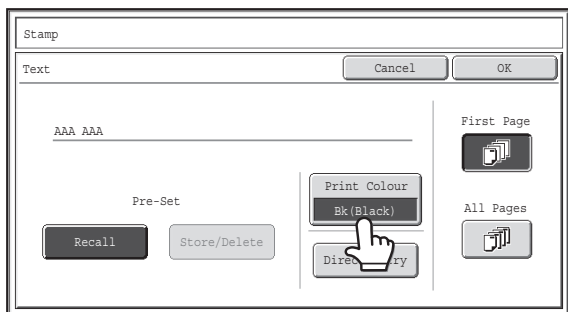 Stamp
Text
Cancel
OK
AAA AAA
First Page
Pre-Set
Print Colour
Bk(Black)
All Pages
Recall
Store/Delete